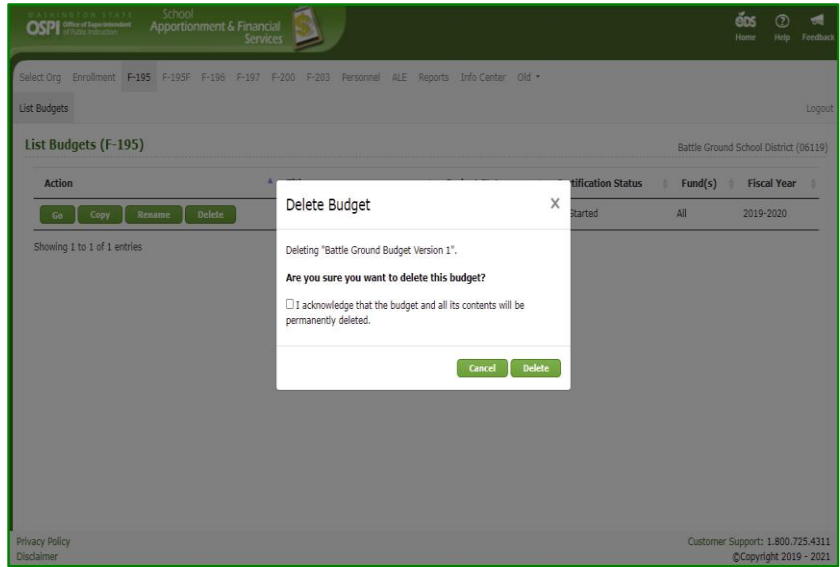 WASHINGTON STATE
OSPI Office of Superintendent of Public Instruction
School
Apportionment & Financial
Services
eds
Home Help Feedback
Select Org Enrollment F-195 F-195F F-196 F-197 F-200 F-203 Personnel ALE Reports Info Center Old
List Budgets Logout
List Budgets (F-195) Battle Ground School District (06119)
Action tification Status Fund(s) Fiscal Year
Go Copy Rename Delete Started All 2019-2020
Showing 1 to 1 of 1 entries
Delete Budget X
Deleting "Battle Ground Budget Version 1".
Are you sure you want to delete this budget?
I acknowledge that the budget and all its contents will be
permanently deleted.
Cancel Delete
Privacy Policy Customer Support: 1.800.725.4311
Disclaimer ©Copyright 2019 - 2021